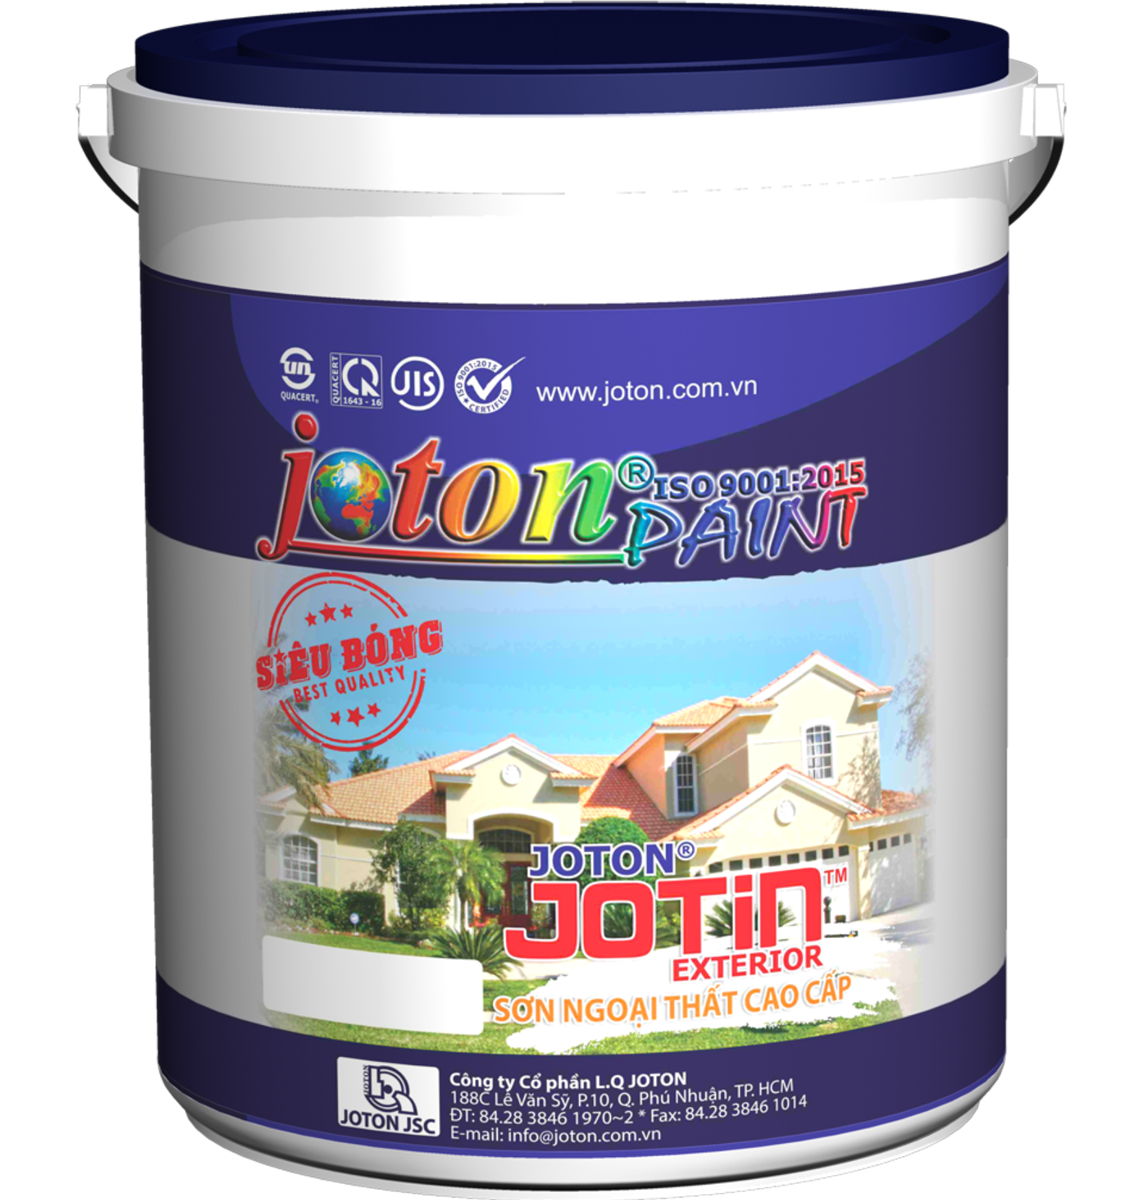 QUACERT®
QUACERT
1643 - 16
JIS
ISO 9001:2015
CERTIFIED
www.joton.com.vn
joton®
ISO 9001:2015
PAINT
SIÊU BÓNG
BEST QUALITY
JOTON®
JOTIN™
EXTERIOR
SƠN NGOẠI THẤT CAO CẤP
JOTON
JOTON JSC
Công ty Cổ phần L.Q JOTON
188C Lê Văn Sỹ, P.10, Q. Phú Nhuận, TP. HCM
ĐT: 84.28 3846 1970~2 * Fax: 84.28 3846 1014
E-mail: info@joton.com.vn